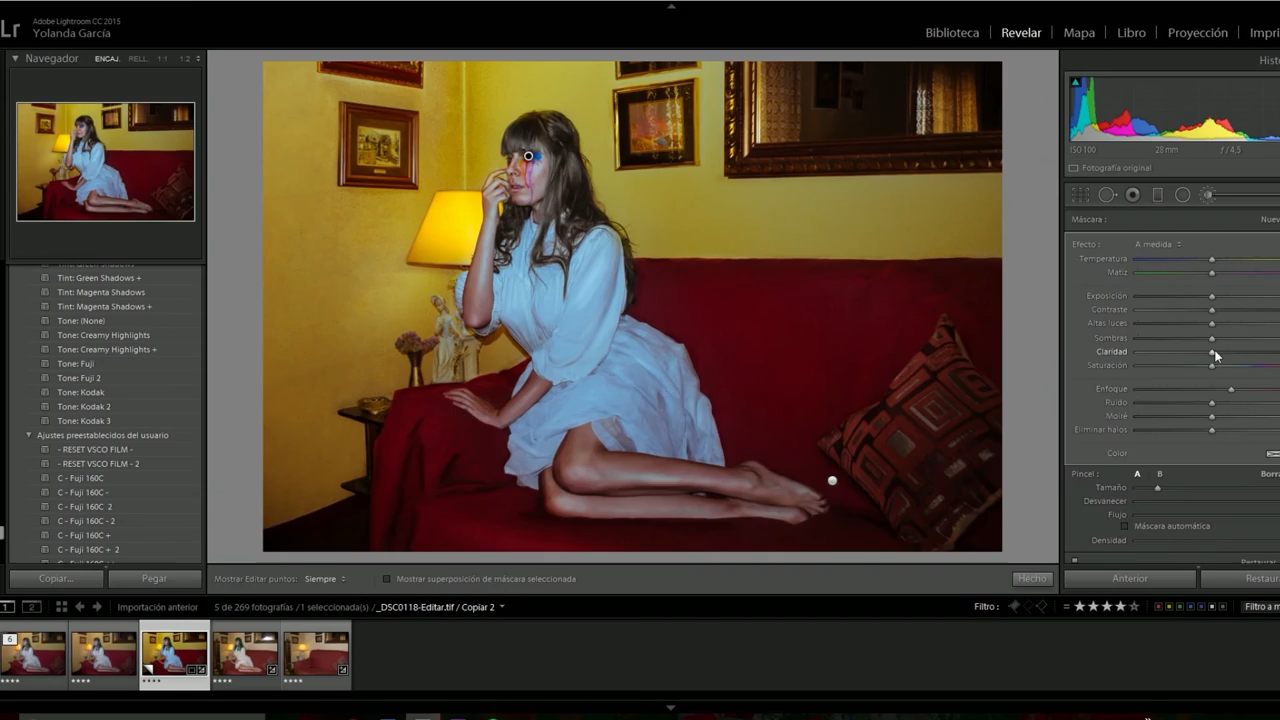 Lr
Adobe Lightroom CC 2015
Yolanda García
Biblioteca
Revelar
Mapa
Libro
Proyección
Navegador
ENCAJ.
RELL.
1:1
1:2
Tint: Green Shadows +
Tint: Magenta Shadows
Tint: Magenta Shadows +
Tone: (None)
Tone: Creamy Highlights
Tone: Creamy Highlights +
Tone: Fuji
Tone: Fuji 2
Tone: Kodak
Tone: Kodak 2
Tone: Kodak 3
Ajustes preestablecidos del usuario
- RESET VSCO FILM -
- RESET VSCO FILM - 2
C - Fuji 160C
C - Fuji 160C -
C - Fuji 160C 2
C - Fuji 160C - 2
C - Fuji 160C +
C - Fuji 160C + 2
Copiar...
Pegar
Mostrar Editar puntos: Siempre
Mostrar superposición de máscara seleccionada
Hecho
ISO 100
28 mm
f / 4,5
Fotografía original
Máscara :
Efecto :
A medida
Temperatura
Matiz
Exposición
Contraste
Altas luces
Sombras
Claridad
Saturación
Enfoque
Ruido
Moiré
Eliminar halos
Color
Pincel :
A
B
Tamaño
Desvanecer
Flujo
Máscara automática
Densidad
Anterior
1
2
Importación anterior
5 de 269 fotografías /1 seleccionada(s) /_DSC0118-Editar.tif / Copiar 2
Filtro :
6